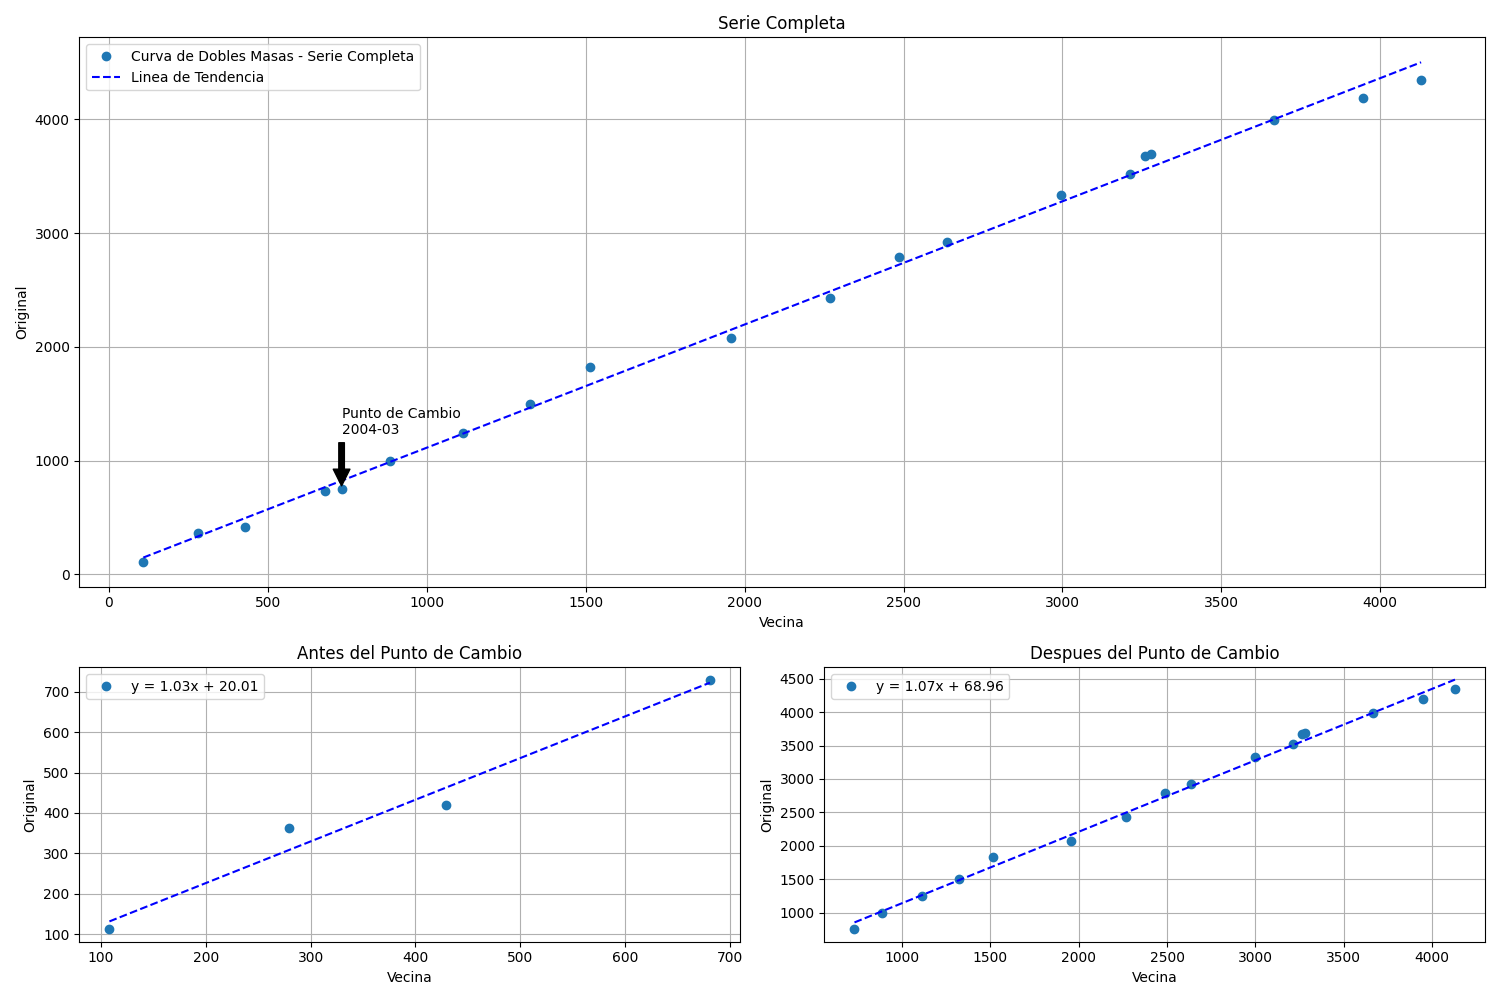 Serie Completa
Curva de Dobles Masas - Serie Completa
Linea de Tendencia
Original
4000
3000
2000
1000
0
Punto de Cambio
2004-03
0 500 1000 1500 2000 2500 3000 3500 4000
Vecina
Antes del Punto de Cambio
y = 1.03x + 20.01
Original
700
600
500
400
300
200
100
100 200 300 400 500 600 700
Vecina
Despues del Punto de Cambio
y = 1.07x + 68.96
Original
4500
4000
3500
3000
2500
2000
1500
1000
1000 1500 2000 2500 3000 3500 4000
Vecina